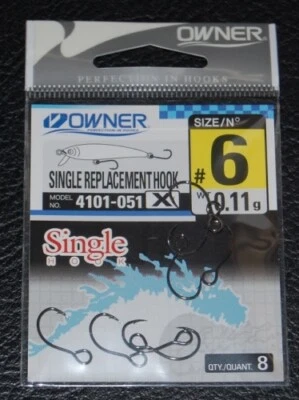 OWNER
PERFECTION IN HOOKS
OWNER
SIZE/Nº
#6
SINGLE REPLACEMENT HOOK
W 0.11g
MODEL NO. 4101-051 X
Single
HOOK
QTY./QUANT. 8